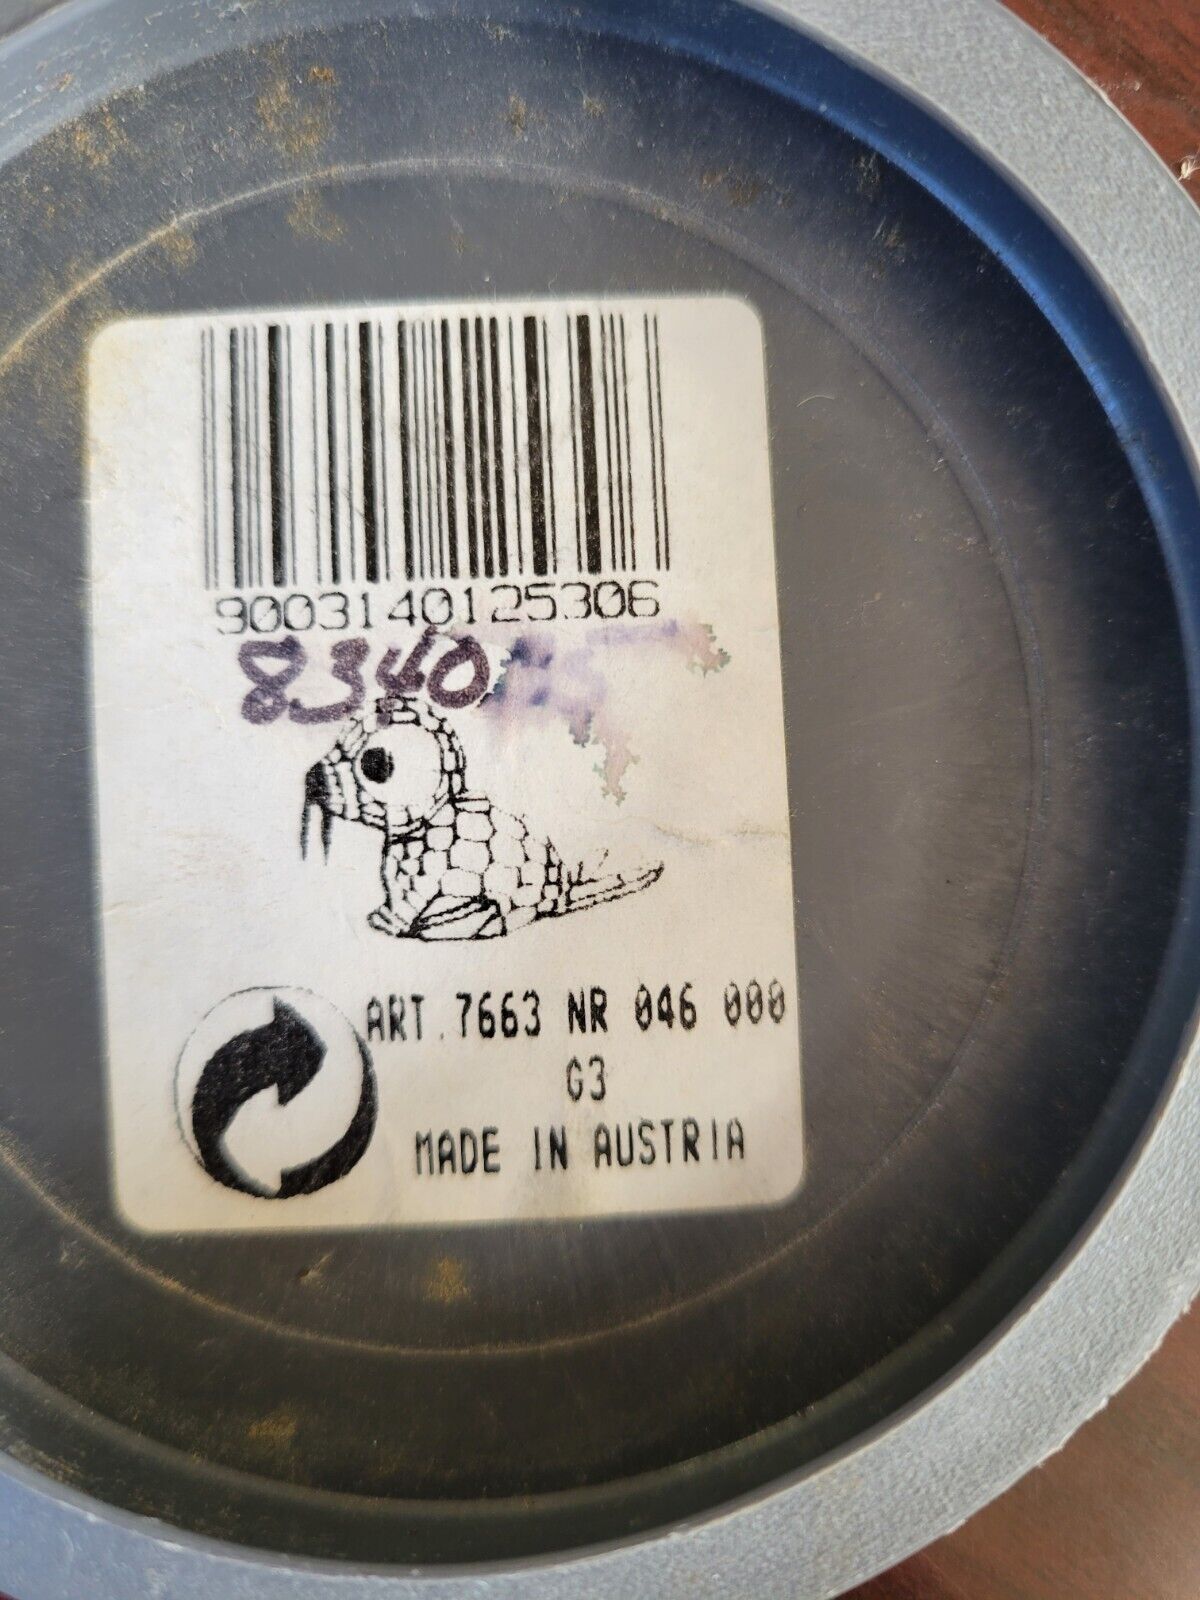 9003140125306
8340
ART.7663 NR 046 000
G3
MADE IN AUSTRIA